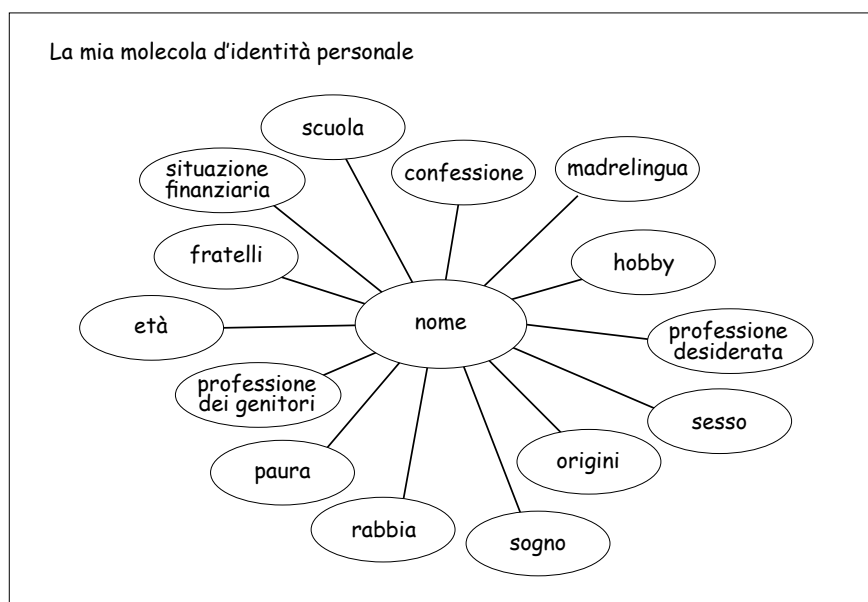 La mia molecola d'identità personale
scuola
confessione
madrelingua
situazione
finanziaria
fratelli
hobby
età
nome
professione
desiderata
professione
dei genitori
sesso
paura
origini
rabbia
sogno